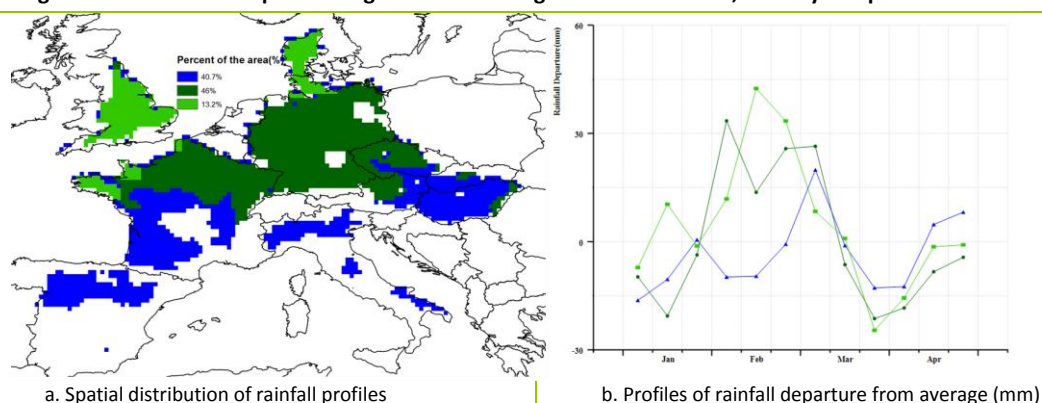 Percent of the area(%)
40.7%
46%
13.2%
a. Spatial distribution of rainfall profiles
60
30
0
-30
Rainfall Departure(mm)
Jan
Feb
Mar
Apr
b. Profiles of rainfall departure from average (mm)